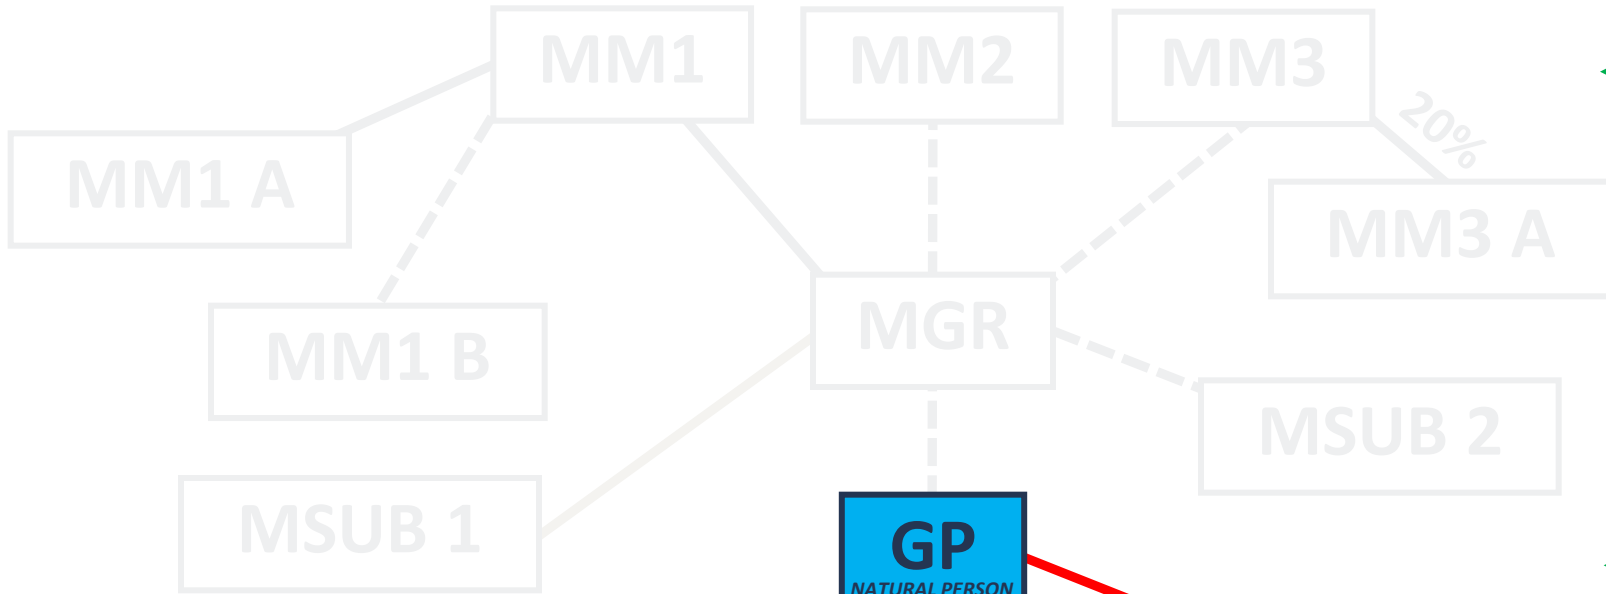 MM1
MM2
MM3
20%
MM1 A
MM3 A
MGR
MM1 B
MSUB 2
MSUB 1
GP
NATURAL PERSON